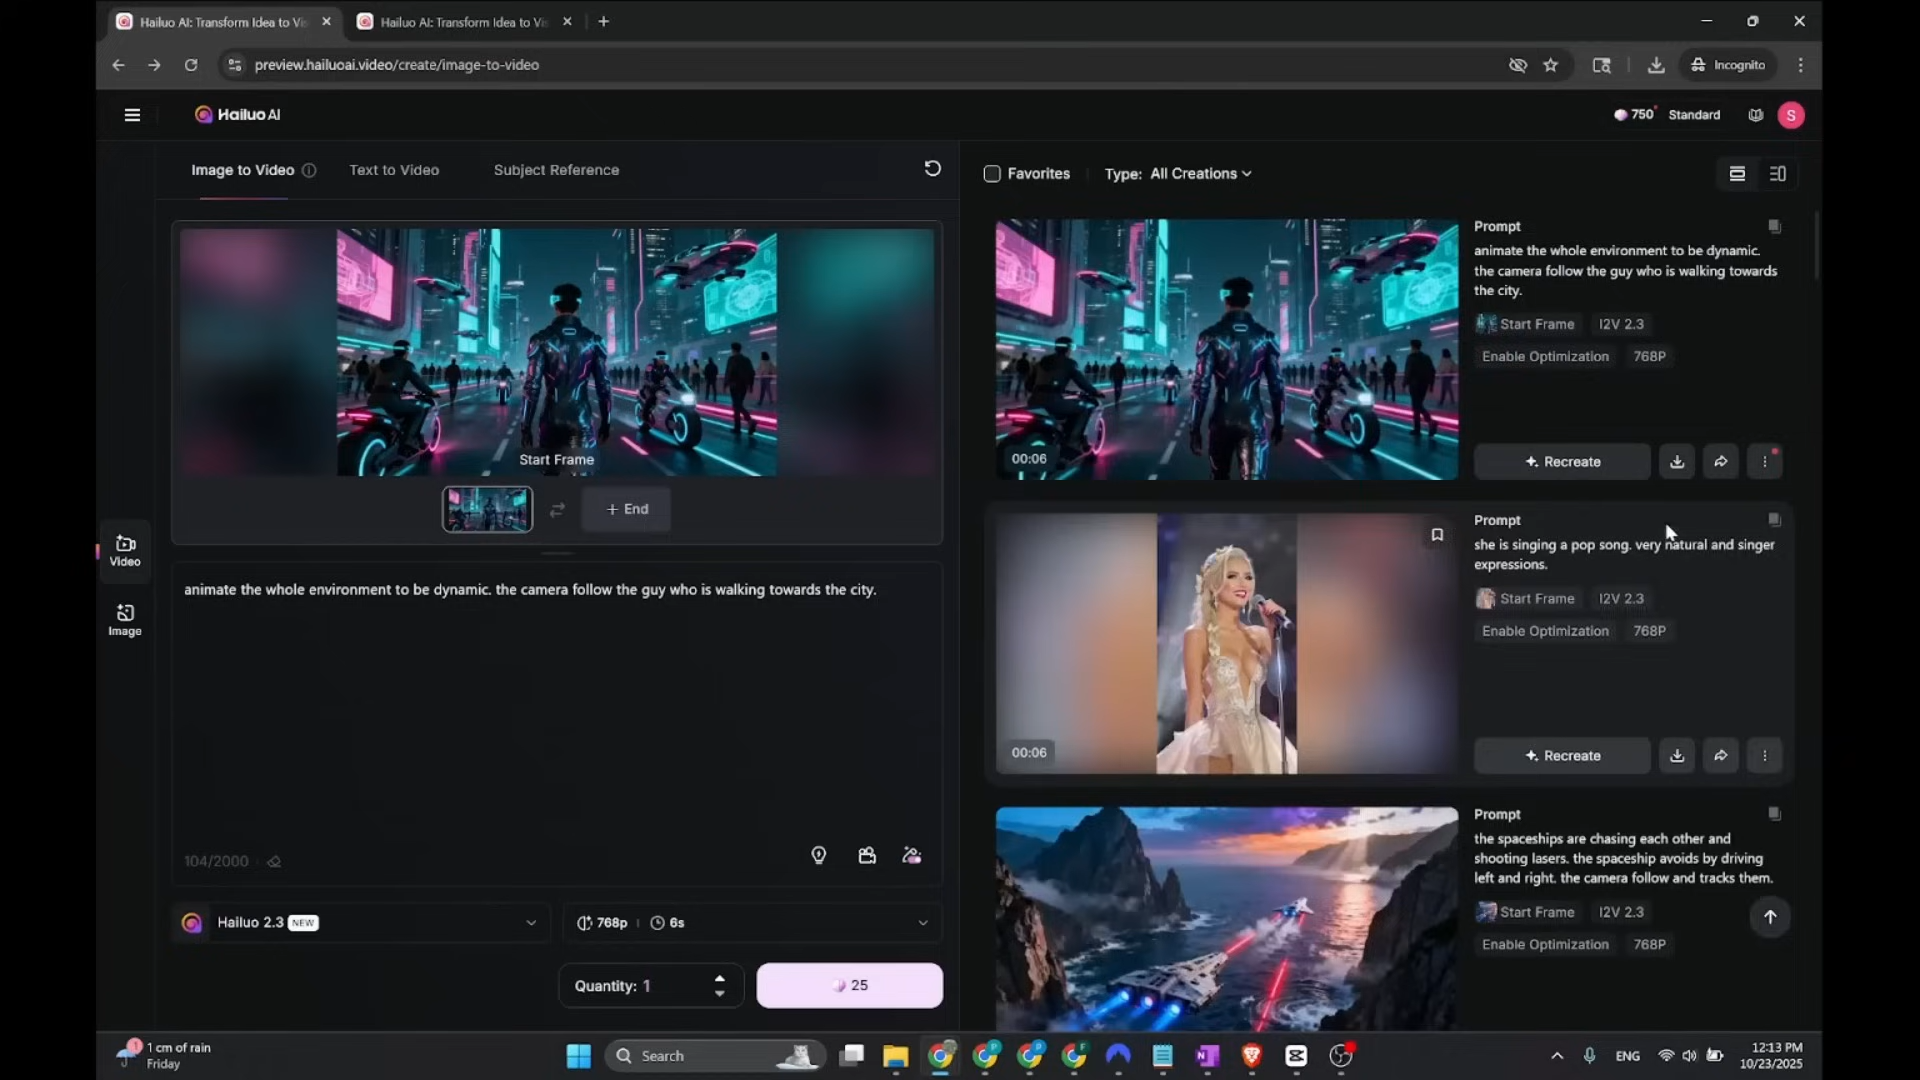 Hailuo AI: Transform Idea to Vis
Hailuo AI: Transform Idea to Vis
preview.hailuoai.video/create/image-to-video
Incognito
Hailuo AI
750
Standard
S
Image to Video
Text to Video
Subject Reference
Favorites
Type: All Creations
Start Frame
+ End
Video
Image
animate the whole environment to be dynamic. the camera follow the guy who is walking towards the city.
104/2000
Hailuo 2.3 NEW
768p
6s
Quantity: 1
25
00:06
Prompt
animate the whole environment to be dynamic.
the camera follow the guy who is walking towards
the city.
Start Frame
I2V 2.3
Enable Optimization
768P
Recreate
00:06
Prompt
she is singing a pop song. very natural and singer
expressions.
Start Frame
I2V 2.3
Enable Optimization
768P
Recreate
Prompt
the spaceships are chasing each other and
shooting lasers. the spaceship avoids by driving
left and right. the camera follow and tracks them.
Start Frame
I2V 2.3
Enable Optimization
768P
1
1 cm of rain
Friday
Search
ENG
12:13 PM
10/23/2025